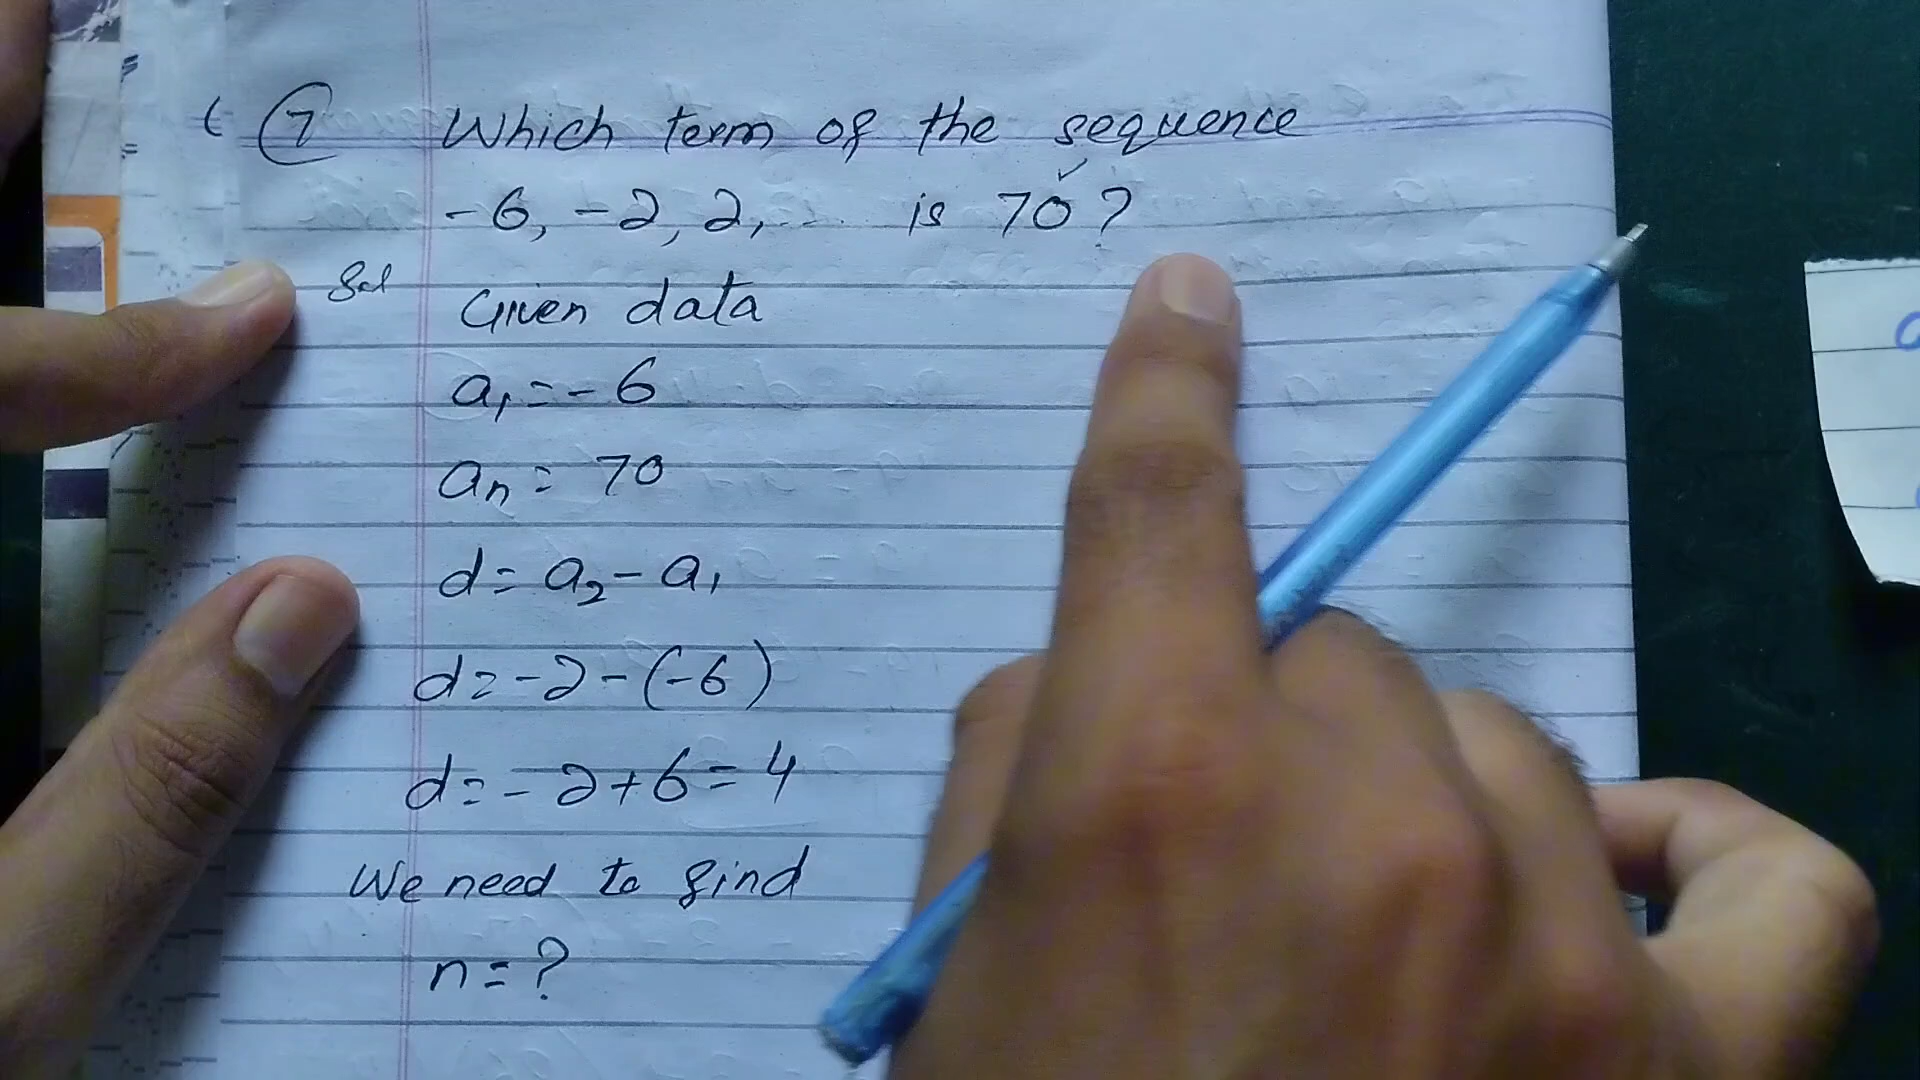 (7 Which term of the sequence
-6, -2, 2, ... is 70 ?
Sol Given data
a₁ = -6
aₙ = 70
d = a₂ - a₁
d = -2 - (-6)
d = -2 + 6 = 4
We need to find
n = ?